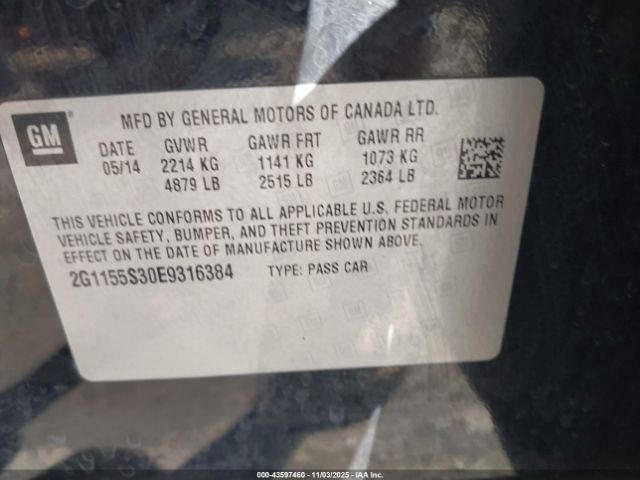 GM
MFD BY GENERAL MOTORS OF CANADA LTD.
DATE GVWR GAWR FRT GAWR RR
05/14 2214 KG 1141 KG 1073 KG
4879 LB 2515 LB 2364 LB
THIS VEHICLE CONFORMS TO ALL APPLICABLE U.S. FEDERAL MOTOR
VEHICLE SAFETY, BUMPER, AND THEFT PREVENTION STANDARDS IN
EFFECT ON THE DATE OF MANUFACTURE SHOWN ABOVE.
2G1155S30E9316384 TYPE: PASS CAR
000-43597460 - 11/03/2025 - IAAI.COM